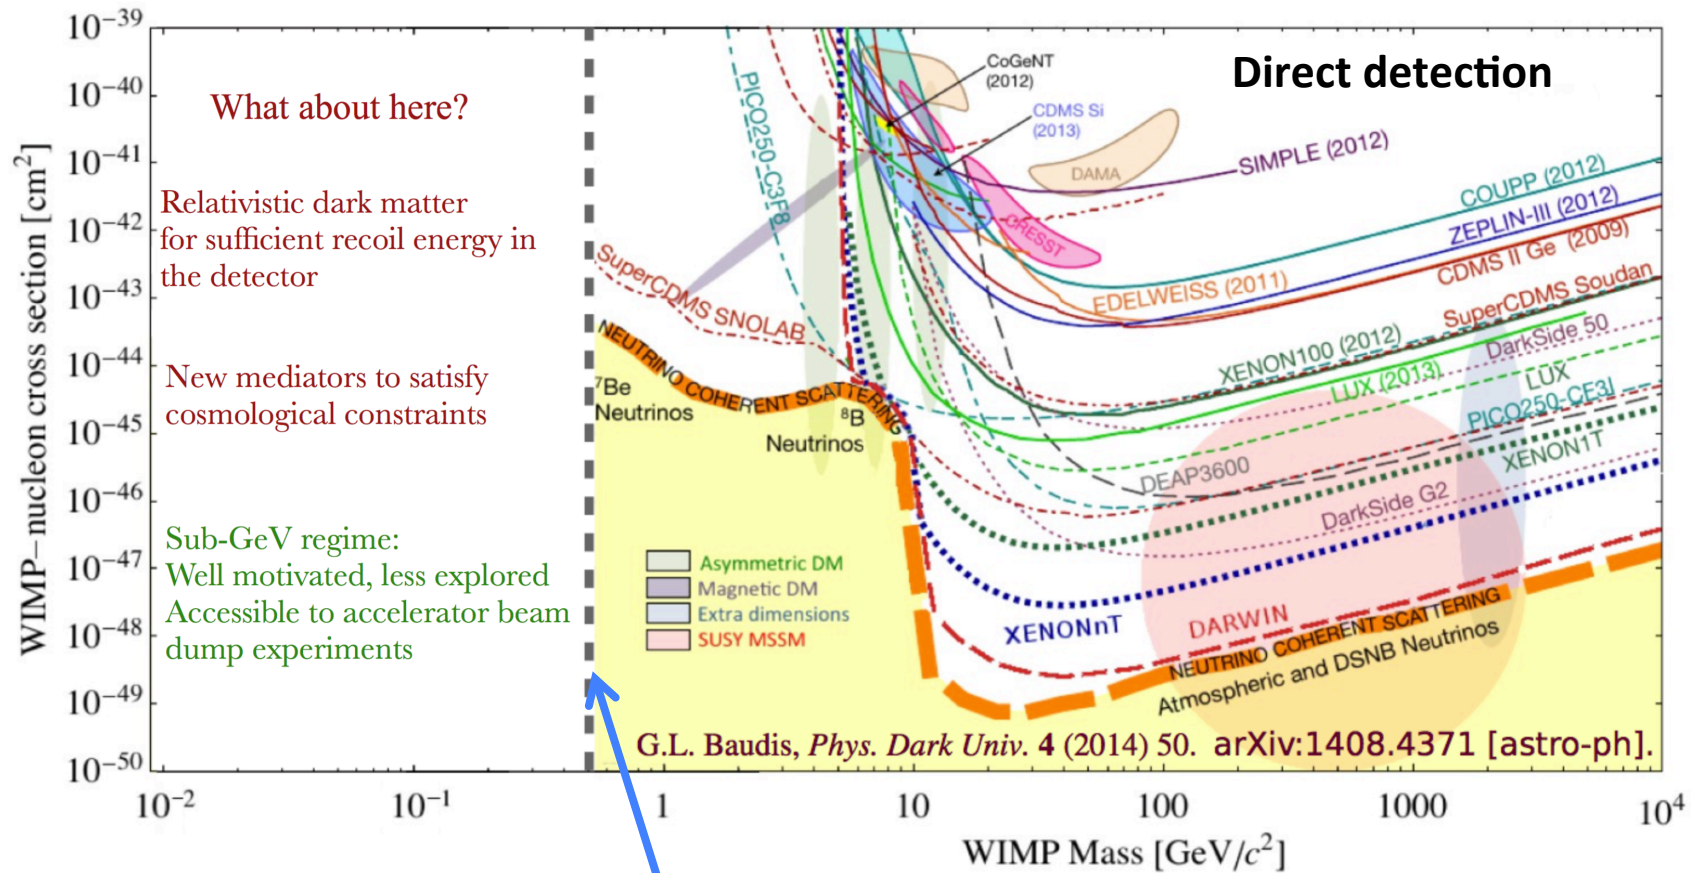 Direct detection
10⁻³⁹
10⁻⁴⁰
10⁻⁴¹
10⁻⁴²
10⁻⁴³
10⁻⁴⁴
10⁻⁴⁵
10⁻⁴⁶
10⁻⁴⁷
10⁻⁴⁸
10⁻⁴⁹
10⁻⁵⁰
WIMP−nucleon cross section [cm²]
What about here?
Relativistic dark matter
for sufficient recoil energy in
the detector
New mediators to satisfy
cosmological constraints
Sub-GeV regime:
Well motivated, less explored
Accessible to accelerator beam
dump experiments
PICO250-C3F8
CoGeNT
(2012)
CDMS Si
(2013)
DAMA
CRESST
SIMPLE (2012)
COUPP (2012)
ZEPLIN-III (2012)
CDMS II Ge (2009)
EDELWEISS (2011)
SuperCDMS Soudan
SuperCDMS SNOLAB
XENON100 (2012)
DarkSide 50
LUX (2013)
LUX
PICO250-CF3I
DEAP3600
XENON1T
DarkSide G2
NEUTRINO COHERENT SCATTERING
⁷Be
Neutrinos
⁸B
Neutrinos
Asymmetric DM
Magnetic DM
Extra dimensions
SUSY MSSM
XENONnT
DARWIN
NEUTRINO COHERENT SCATTERING
Atmospheric and DSNB Neutrinos
G.L. Baudis, Phys. Dark Univ. 4 (2014) 50. arXiv:1408.4371 [astro-ph].
10⁻² 10⁻¹ 1 10 100 1000 10⁴
WIMP Mass [GeV/c²]